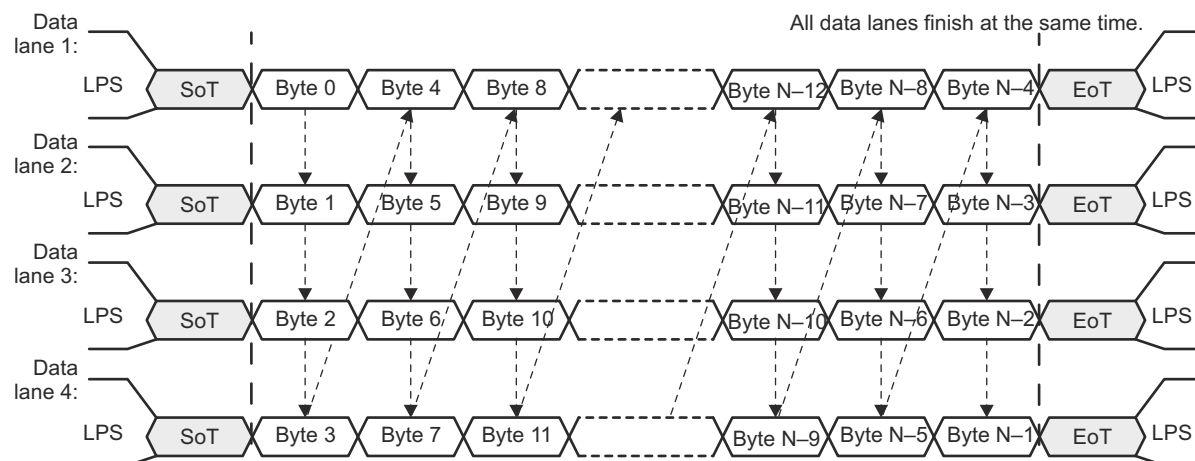 All data lanes finish at the same time.
Data
lane 1:
LPS SoT Byte 0 Byte 4 Byte 8 Byte N–12 Byte N–8 Byte N–4 EoT LPS
Data
lane 2:
LPS SoT Byte 1 Byte 5 Byte 9 Byte N–11 Byte N–7 Byte N–3 EoT LPS
Data
lane 3:
LPS SoT Byte 2 Byte 6 Byte 10 Byte N–10 Byte N–6 Byte N–2 EoT LPS
Data
lane 4:
LPS SoT Byte 3 Byte 7 Byte 11 Byte N–9 Byte N–5 Byte N–1 EoT LPS